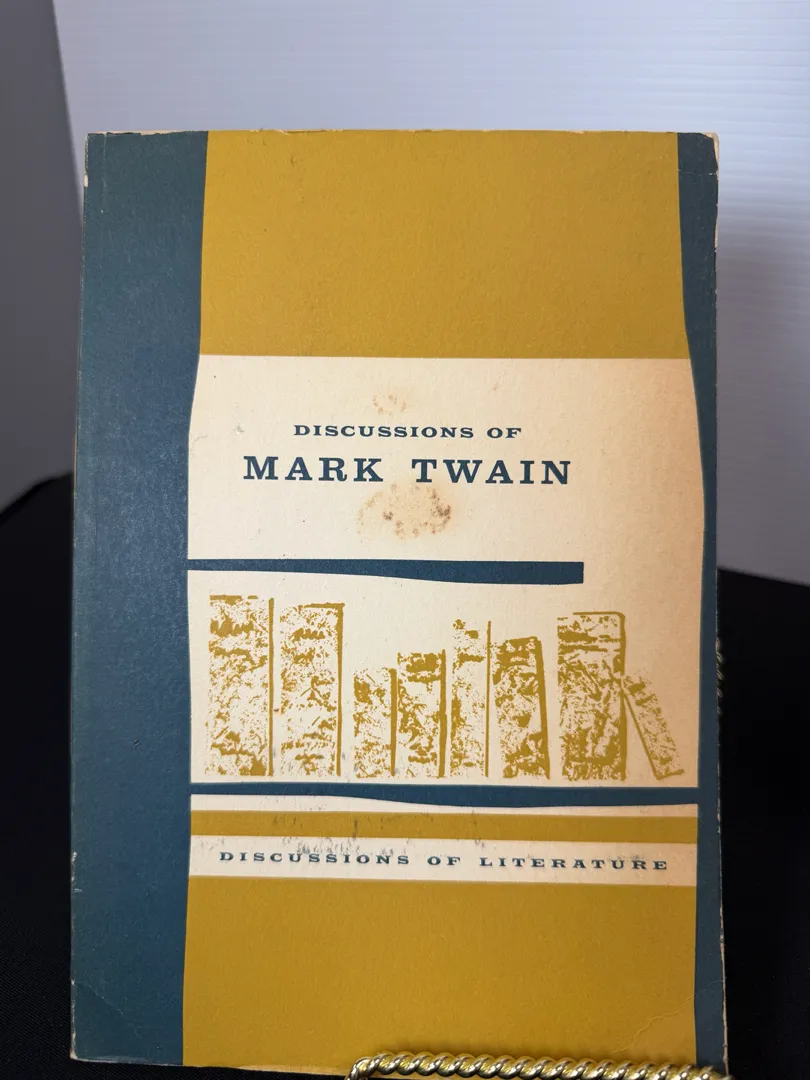 DISCUSSIONS OF
MARK TWAIN
DISCUSSIONS OF LITERATURE